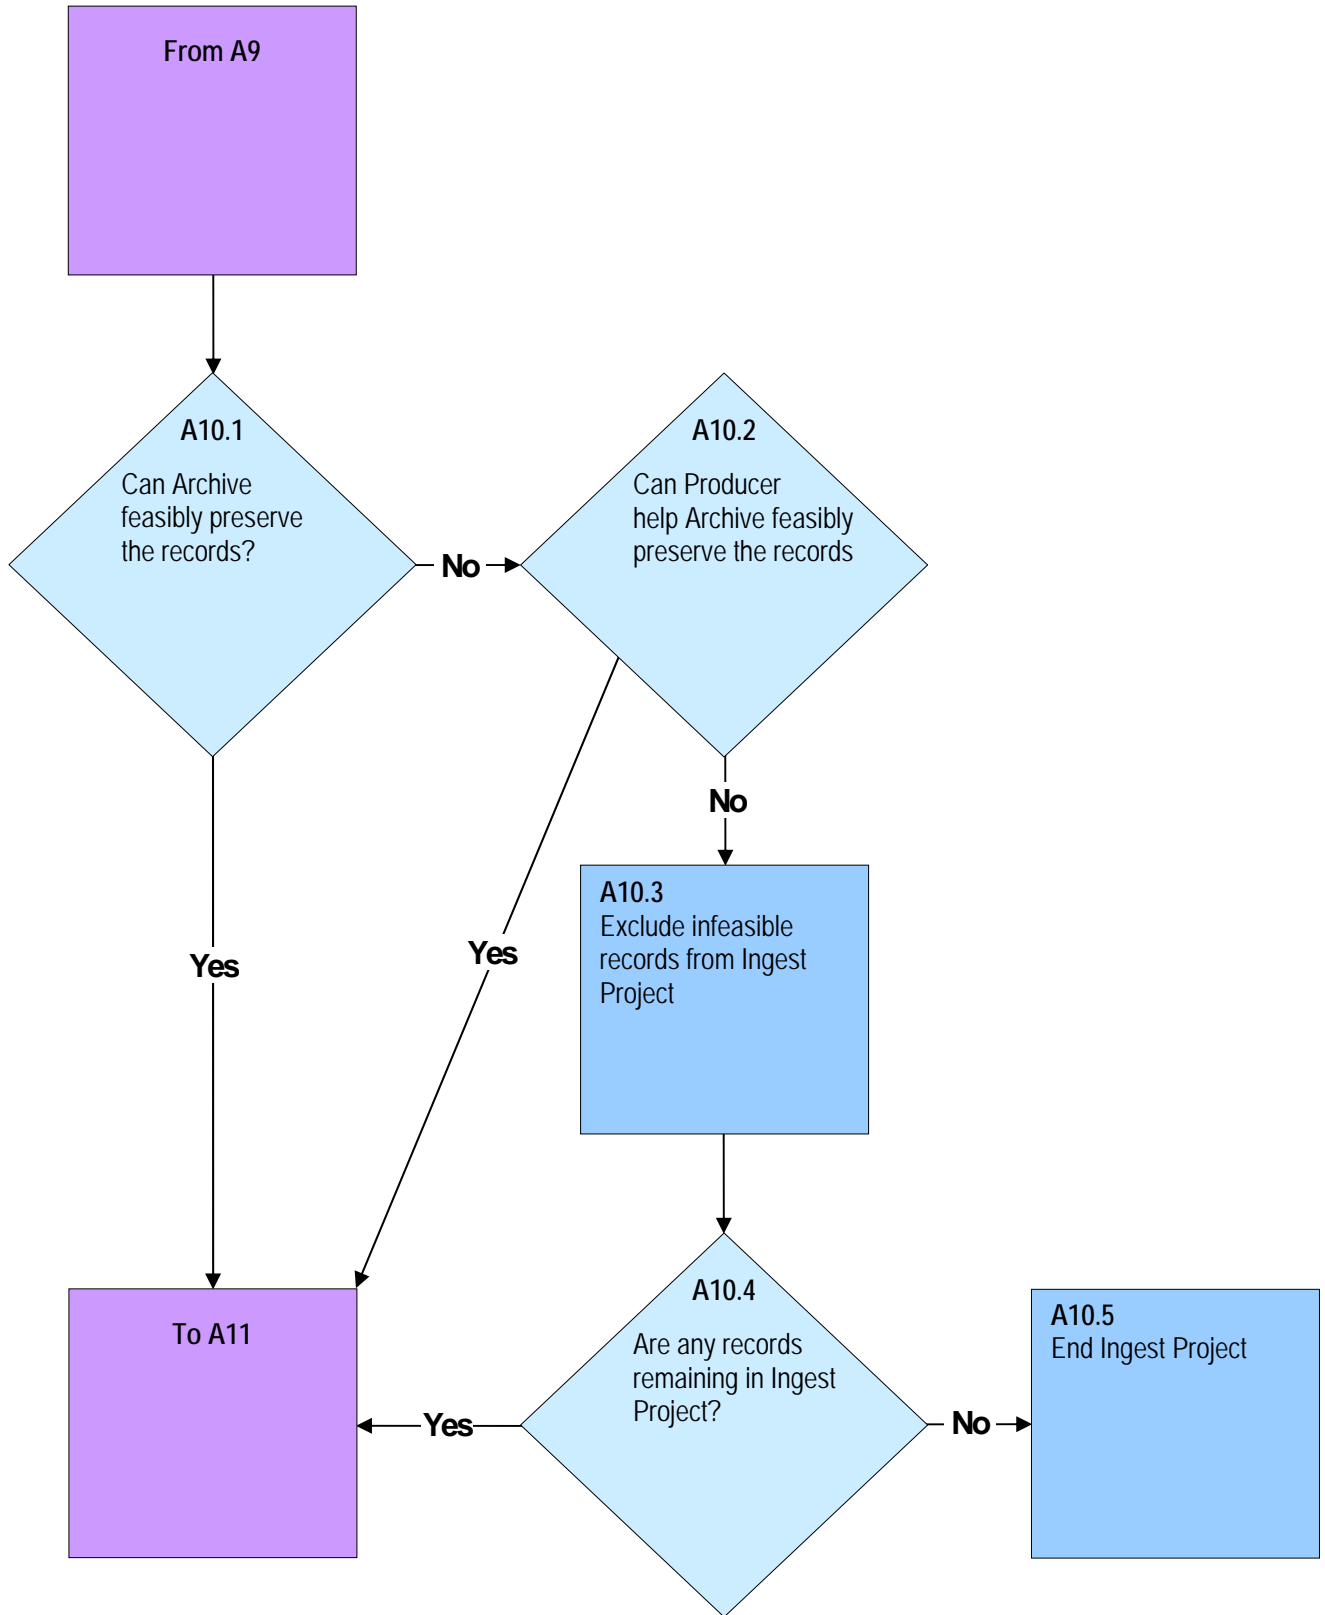 From A9
A10.1
Can Archive
feasibly preserve
the records?
No
A10.2
Can Producer
help Archive feasibly
preserve the records
No
Yes
Yes
A10.3
Exclude infeasible
records from Ingest
Project
To A11
A10.4
Are any records
remaining in Ingest
Project?
Yes
No
A10.5
End Ingest Project